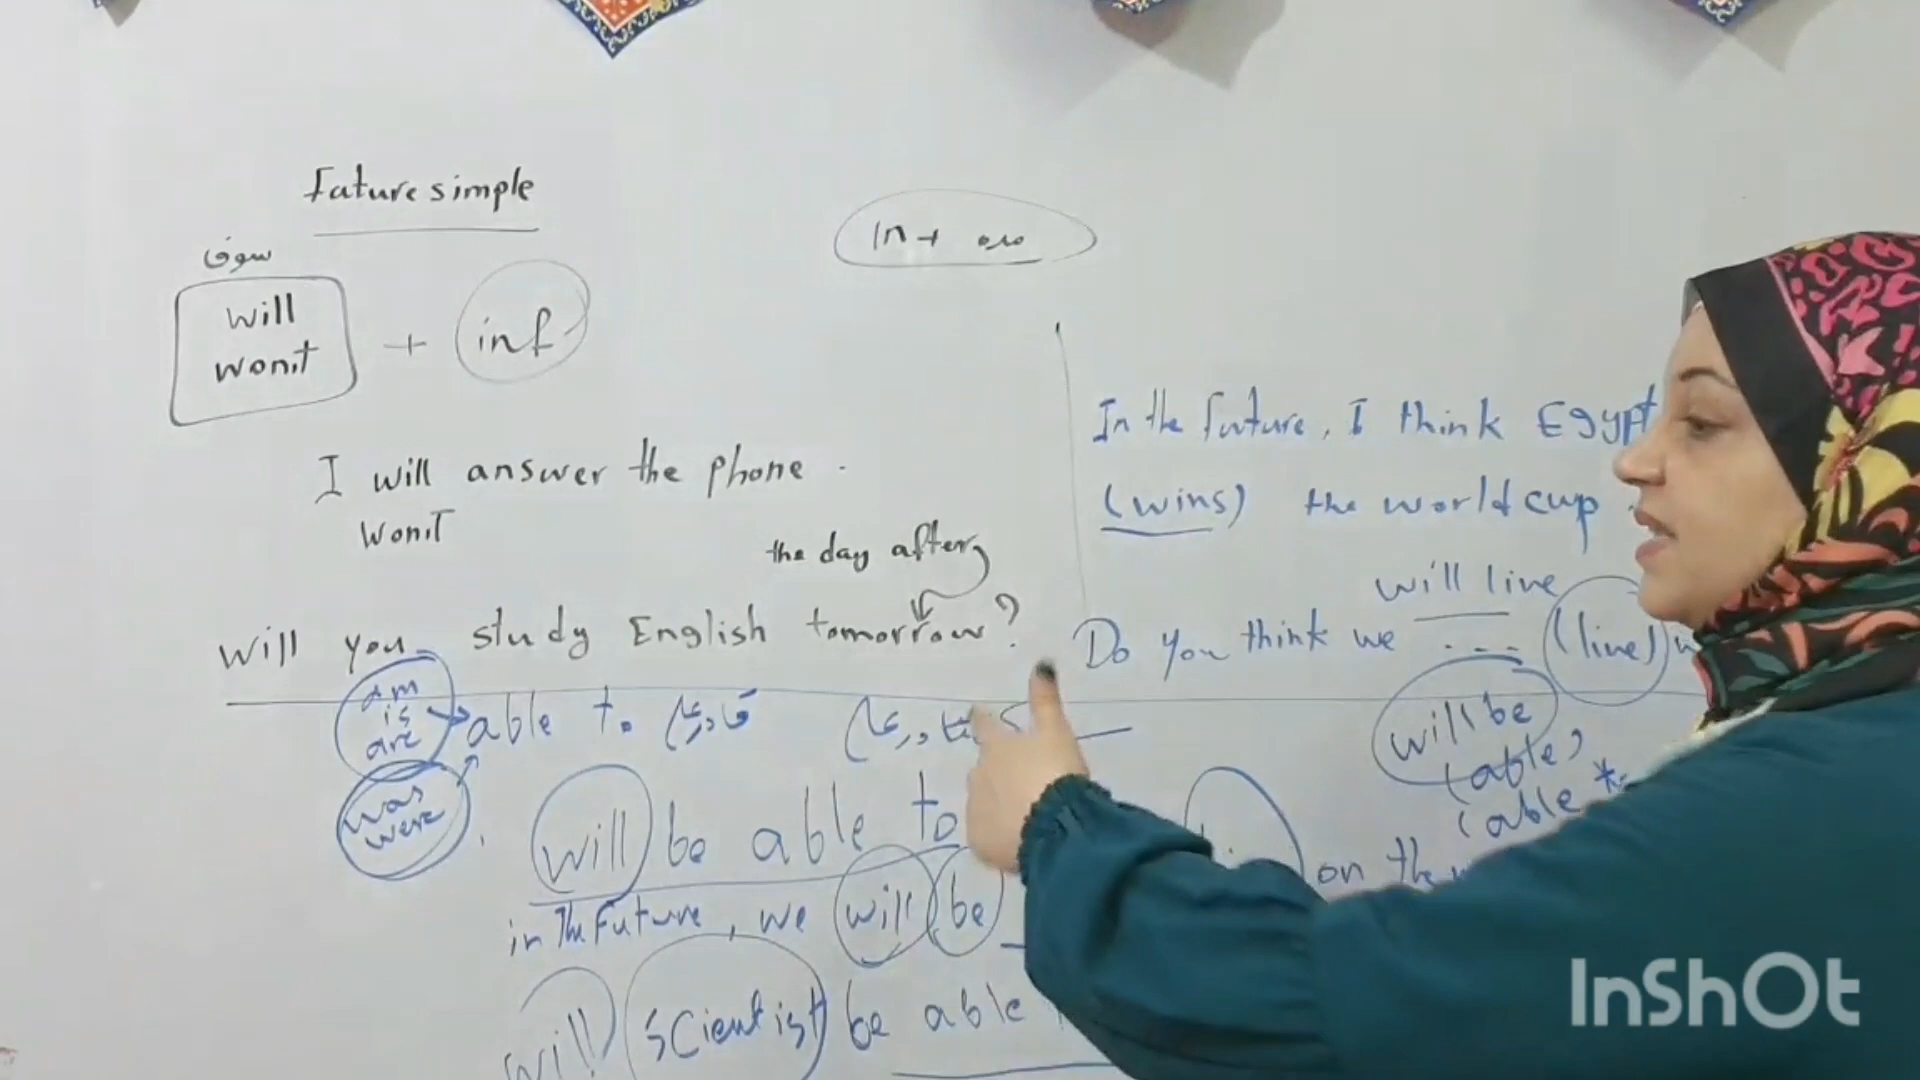 Future simple
سوف
will
won't
+ inf
In + مده
I will answer the phone.
won't
the day after
Will you study English tomorrow?
In the future, I think Egypt
(wins) the world cup
will live
Do you think we .... (live)
am
is
are
able to قادر على
was
were
will be
(able)
(able *
will be able to
on the
in the future, we will be
will scientist be able
InShOt